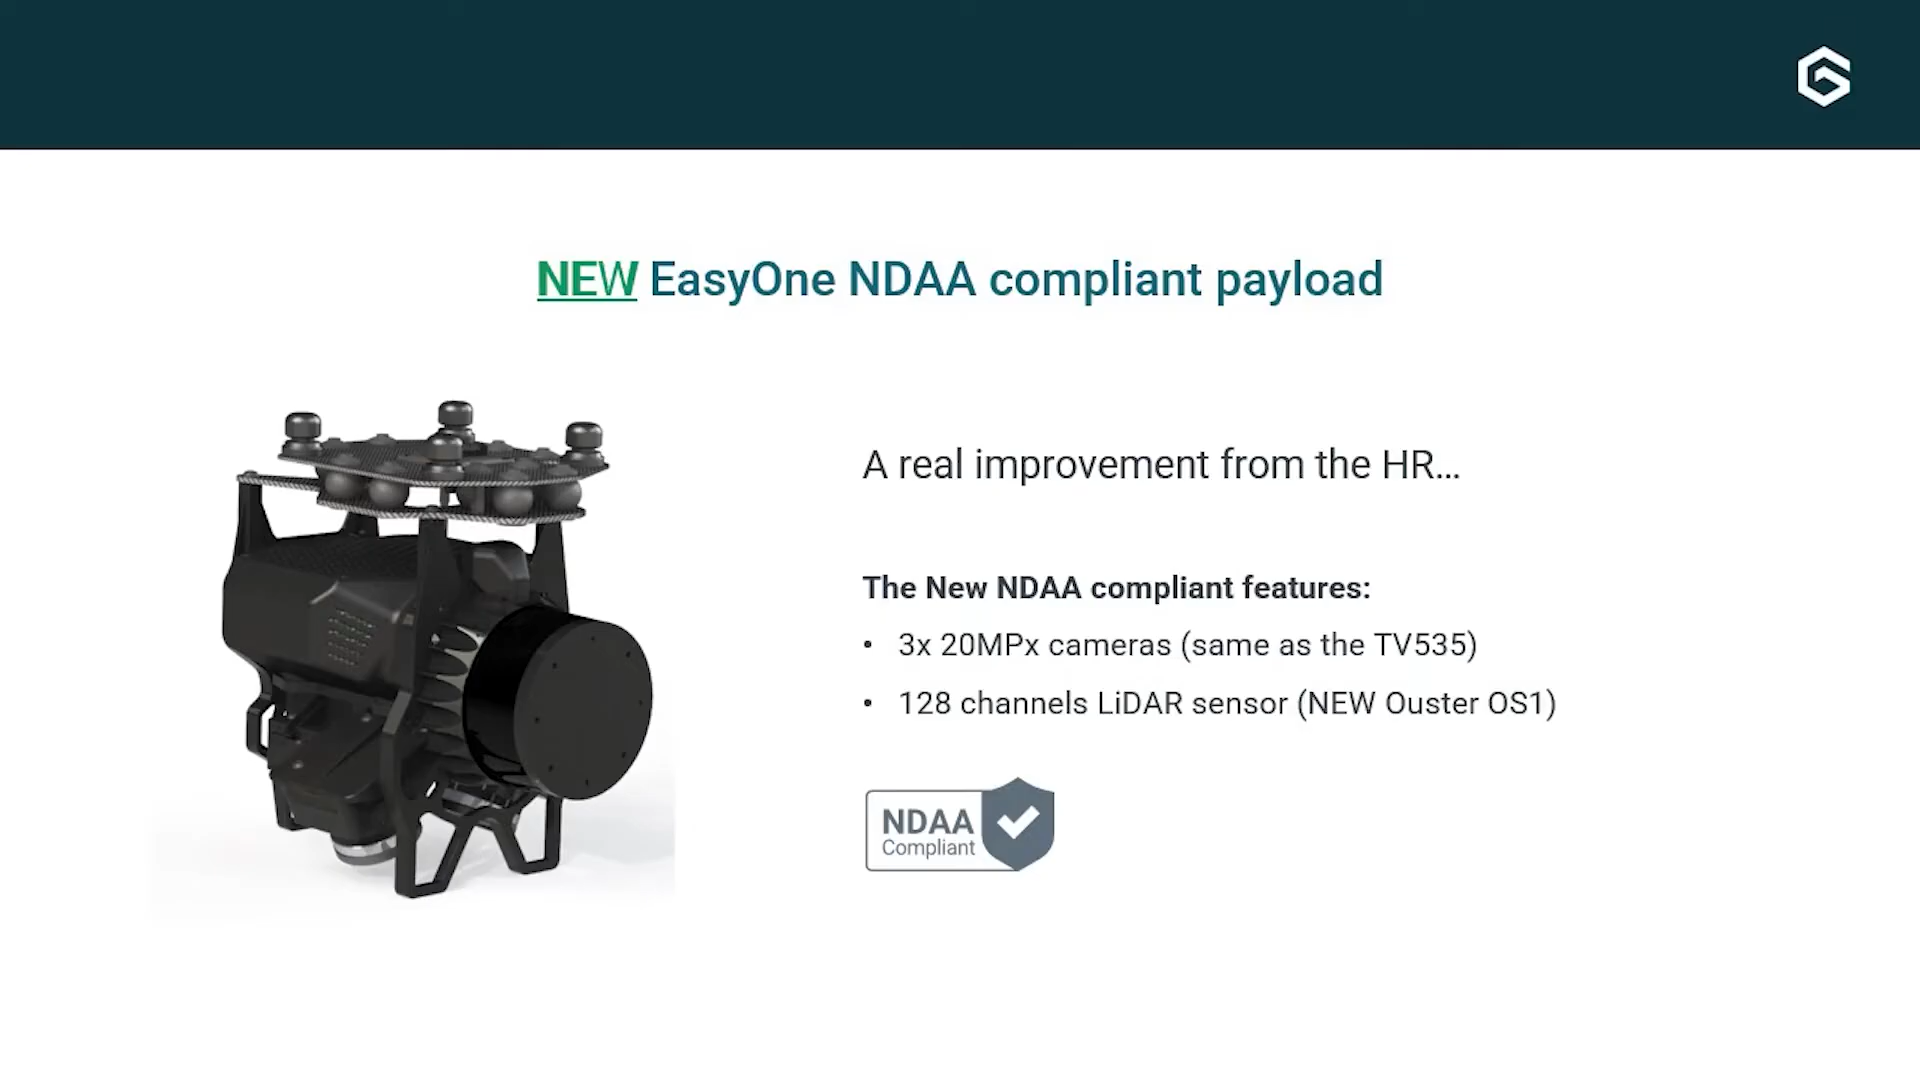 NEW EasyOne NDAA compliant payload
A real improvement from the HR...
The New NDAA compliant features:
• 3x 20MPx cameras (same as the TV535)
• 128 channels LiDAR sensor (NEW Ouster OS1)
NDAA
Compliant